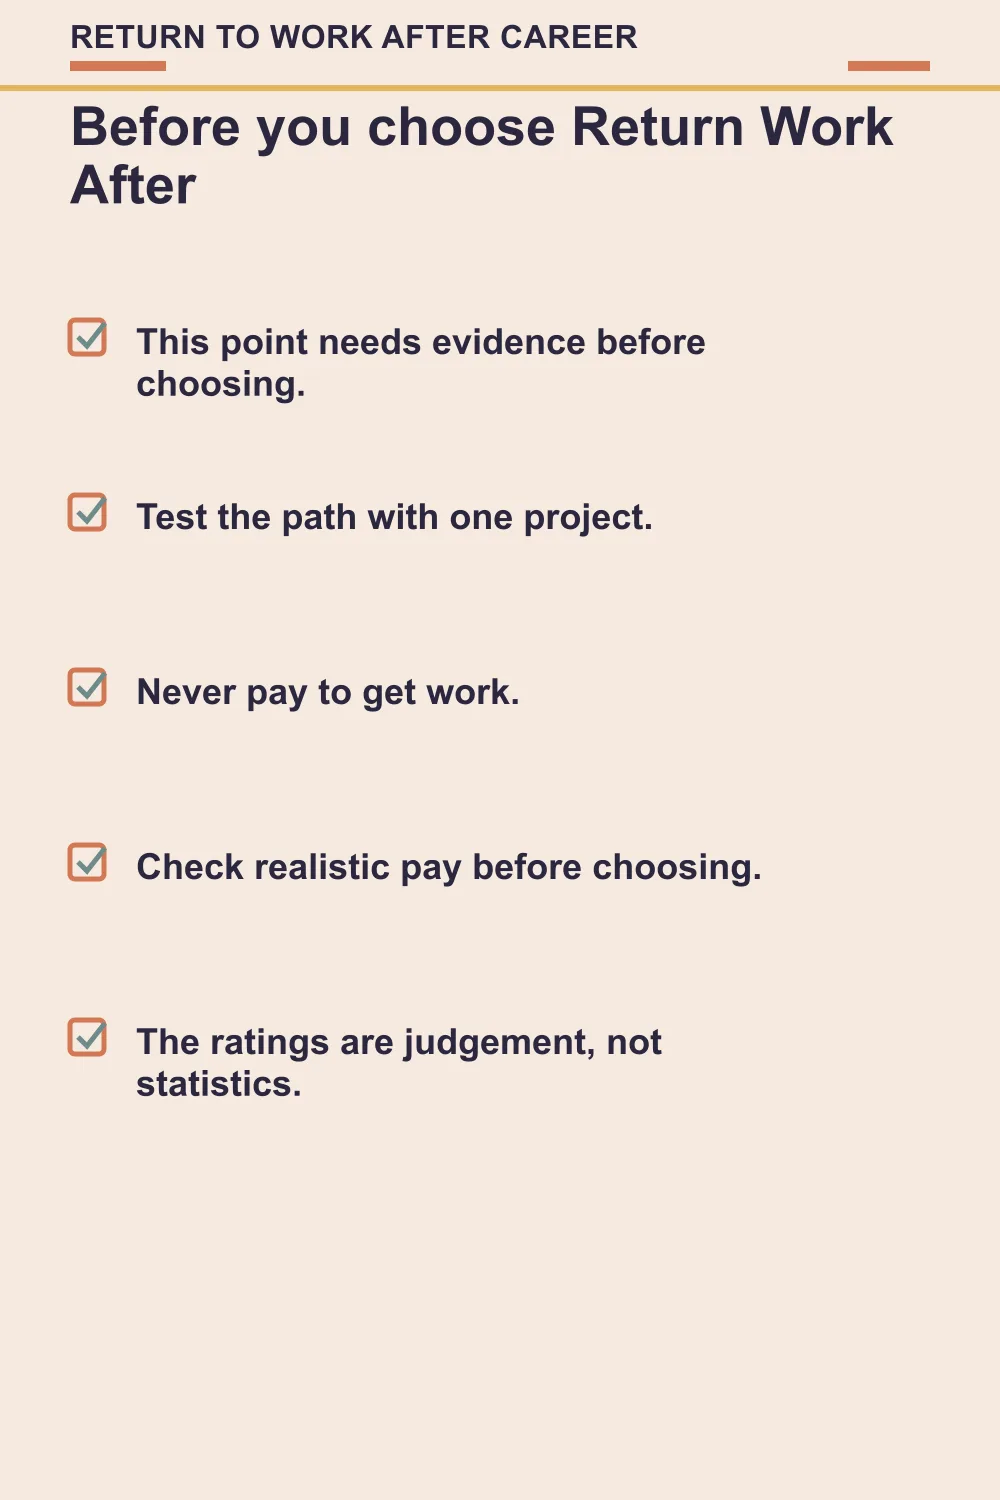 RETURN TO WORK AFTER CAREER
Before you choose Return Work
After
This point needs evidence before
choosing.
Test the path with one project.
Never pay to get work.
Check realistic pay before choosing.
The ratings are judgement, not
statistics.